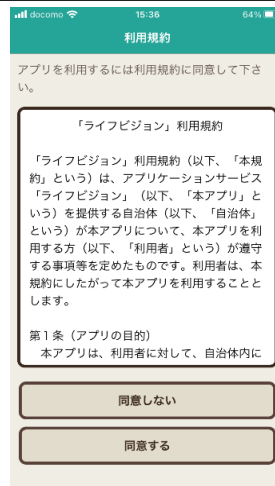 docomo 15:36 64%
利用規約
アプリを利用するには利用規約に同意して下さ
い。
「ライフビジョン」利用規約
「ライフビジョン」利用規約（以下、「本規
約」という）は、アプリケーションサービス
「ライフビジョン」（以下、「本アプリ」と
いう）を提供する自治体（以下、「自治体」
という）が本アプリについて、本アプリを利
用する方（以下、「利用者」という）が遵守
する事項等を定めたものです。利用者は、本
規約にしたがって本アプリを利用することと
します。
第１条（アプリの目的）
本アプリは、利用者に対して、自治体内に
同意しない
同意する